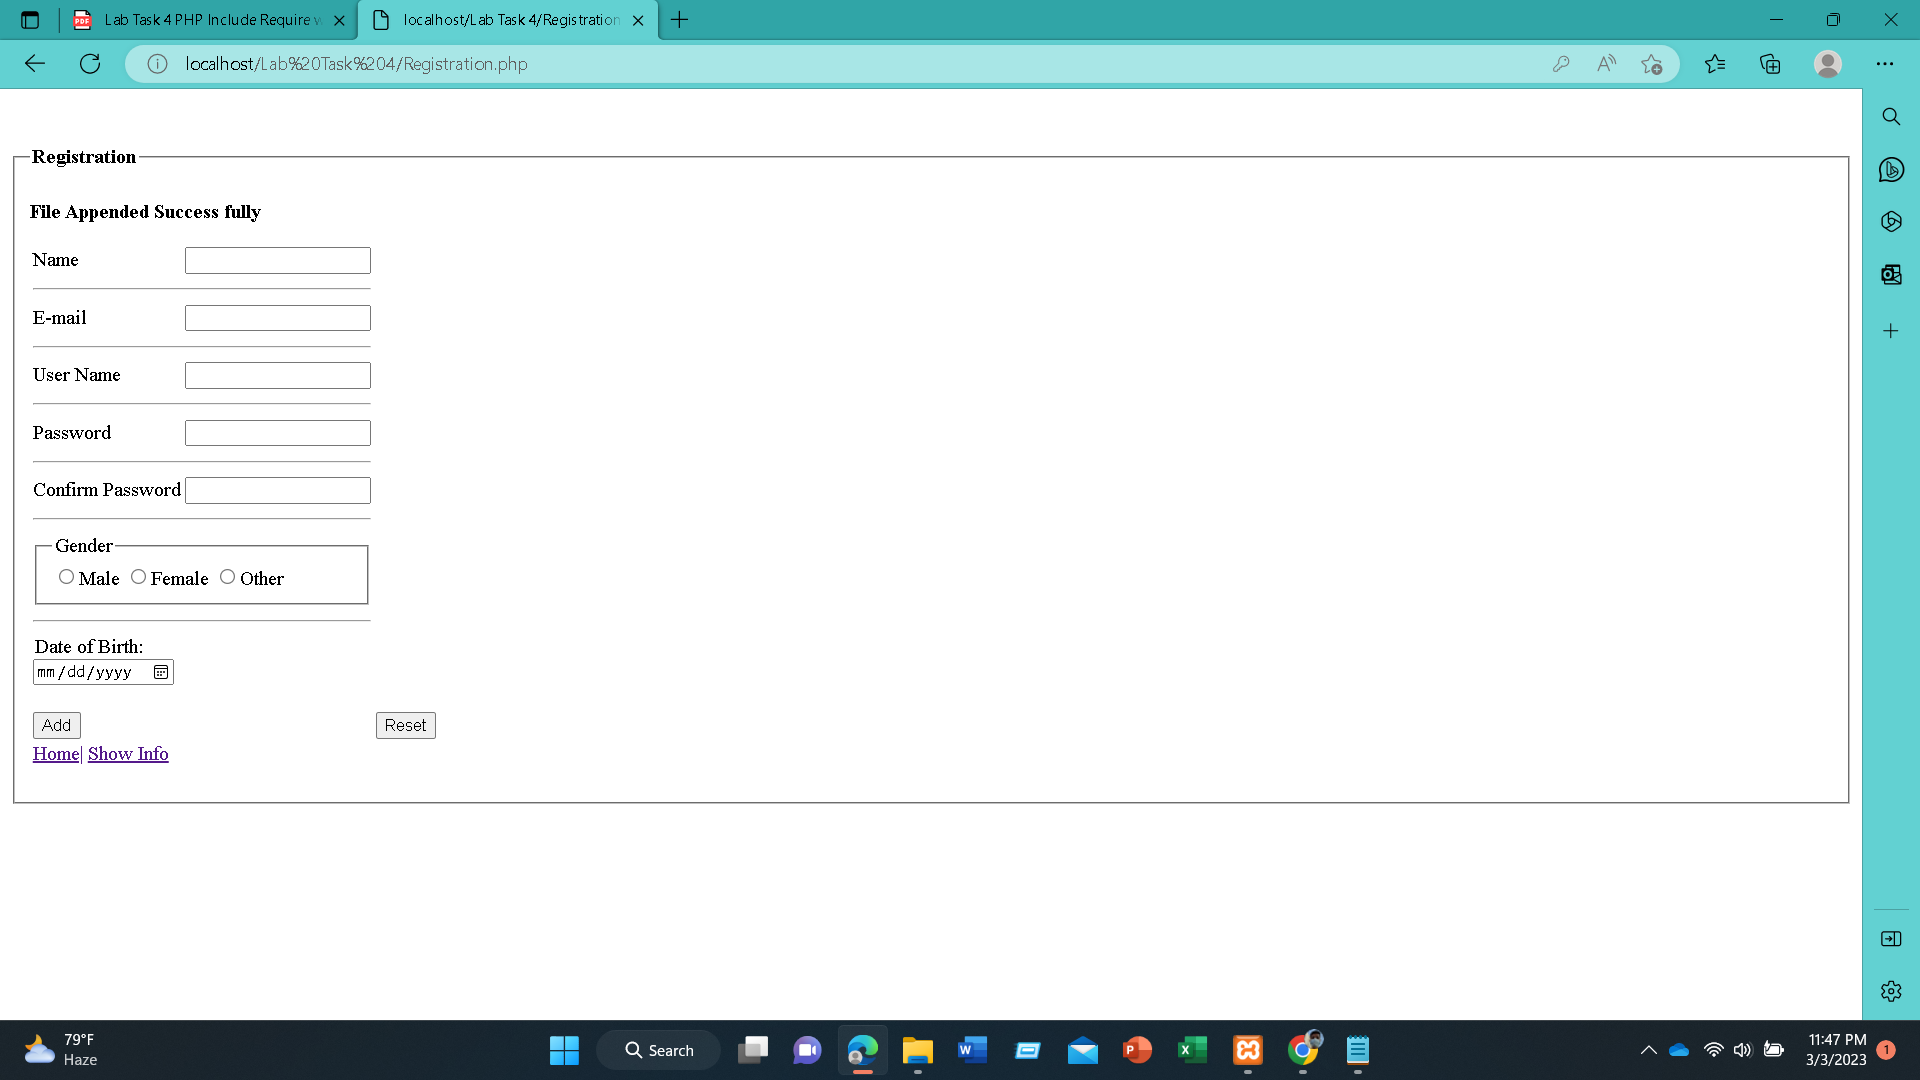 Lab Task 4 PHP Include Require w
localhost/Lab Task 4/Registration
localhost/Lab%20Task%204/Registration.php
Registration
File Appended Success fully
Name
E-mail
User Name
Password
Confirm Password
Gender
Male Female Other
Date of Birth:
mm/dd/yyyy
Add Reset
Home| Show Info
79°F
Haze
Search
11:47 PM
3/3/2023
1